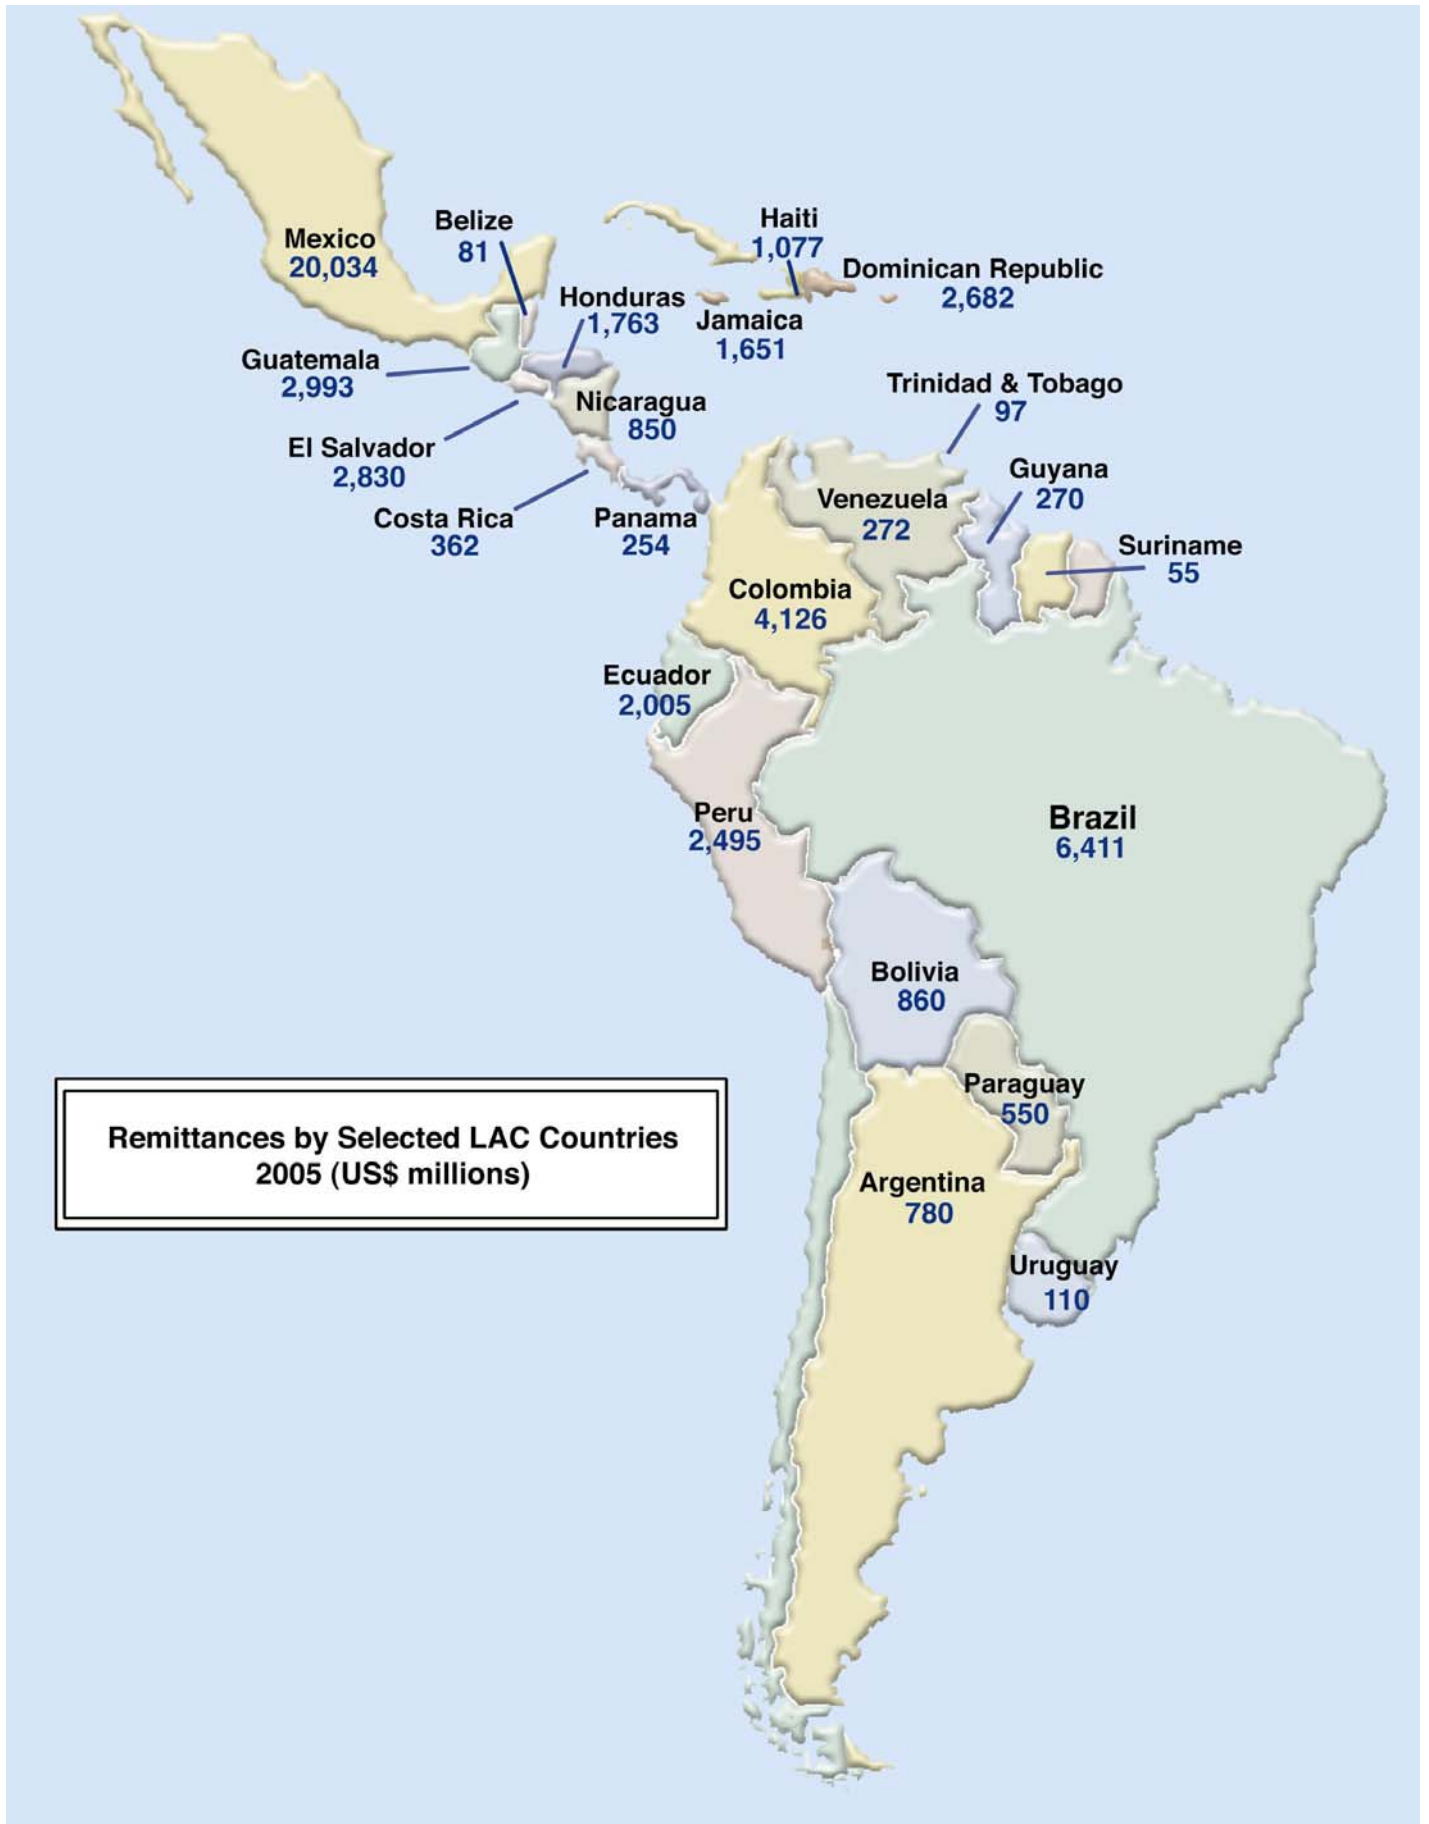 Mexico
20,034
Belize
81
Haiti
1,077
Dominican Republic
2,682
Honduras
1,763
Jamaica
1,651
Guatemala
2,993
Nicaragua
850
Trinidad & Tobago
97
El Salvador
2,830
Guyana
270
Venezuela
272
Costa Rica
362
Panama
254
Suriname
55
Colombia
4,126
Ecuador
2,005
Peru
2,495
Brazil
6,411
Bolivia
860
Paraguay
550
Remittances by Selected LAC Countries
2005 (US$ millions)
Argentina
780
Uruguay
110